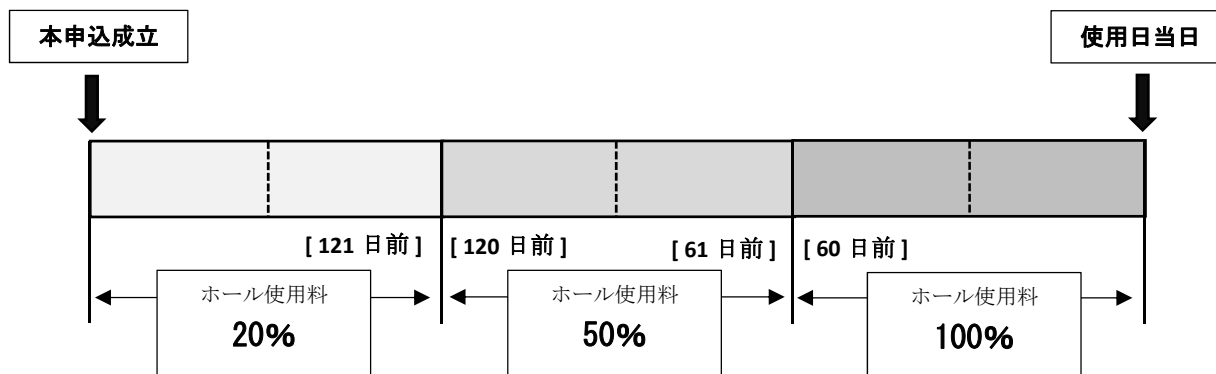 本申込成立
使用日当日
[ 121 日前 ]
[ 120 日前 ]
[ 61 日前 ]
[ 60 日前 ]
ホール使用料
20%
ホール使用料
50%
ホール使用料
100%